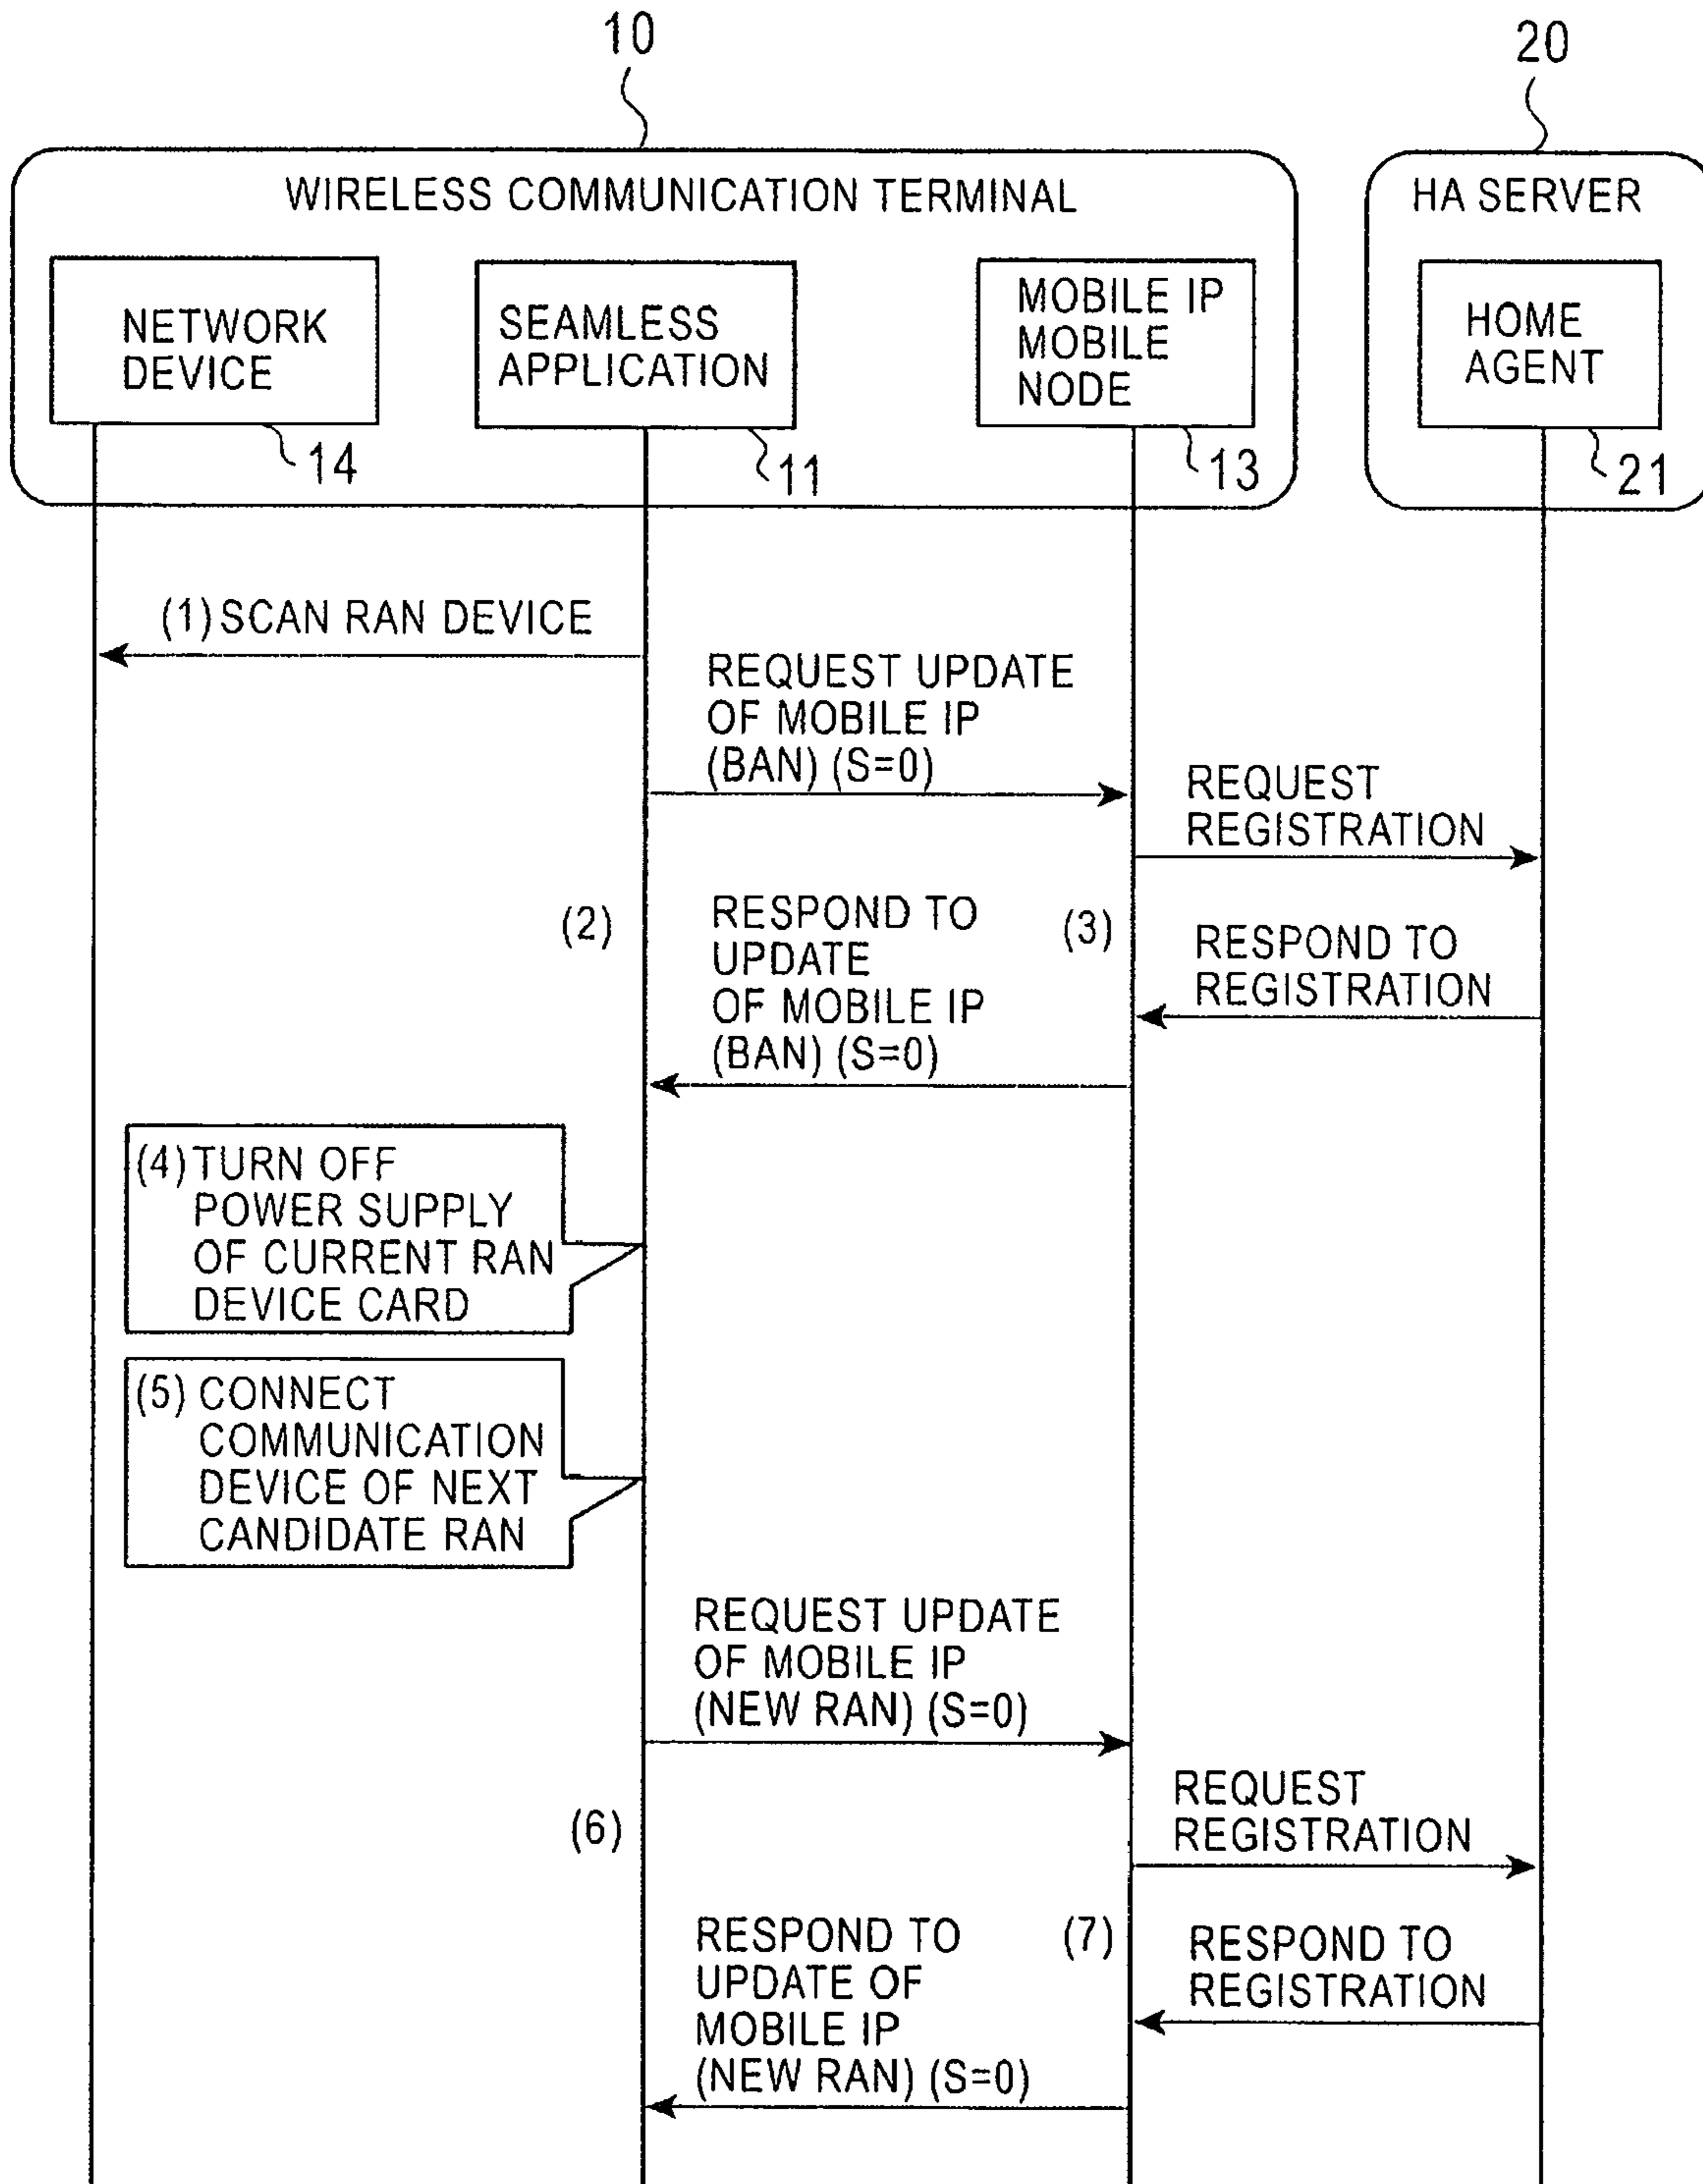 10
20
WIRELESS COMMUNICATION TERMINAL
HA SERVER
NETWORK
DEVICE
SEAMLESS
APPLICATION
MOBILE IP
MOBILE
NODE
HOME
AGENT
14
11
13
21
(1) SCAN RAN DEVICE
REQUEST UPDATE
OF MOBILE IP
(BAN) (S=0)
REQUEST
REGISTRATION
(2)
RESPOND TO
UPDATE
OF MOBILE IP
(BAN) (S=0)
(3)
RESPOND TO
REGISTRATION
(4) TURN OFF
POWER SUPPLY
OF CURRENT RAN
DEVICE CARD
(5) CONNECT
COMMUNICATION
DEVICE OF NEXT
CANDIDATE RAN
REQUEST UPDATE
OF MOBILE IP
(NEW RAN) (S=0)
REQUEST
REGISTRATION
(6)
RESPOND TO
UPDATE OF
MOBILE IP
(NEW RAN) (S=0)
(7)
RESPOND TO
REGISTRATION